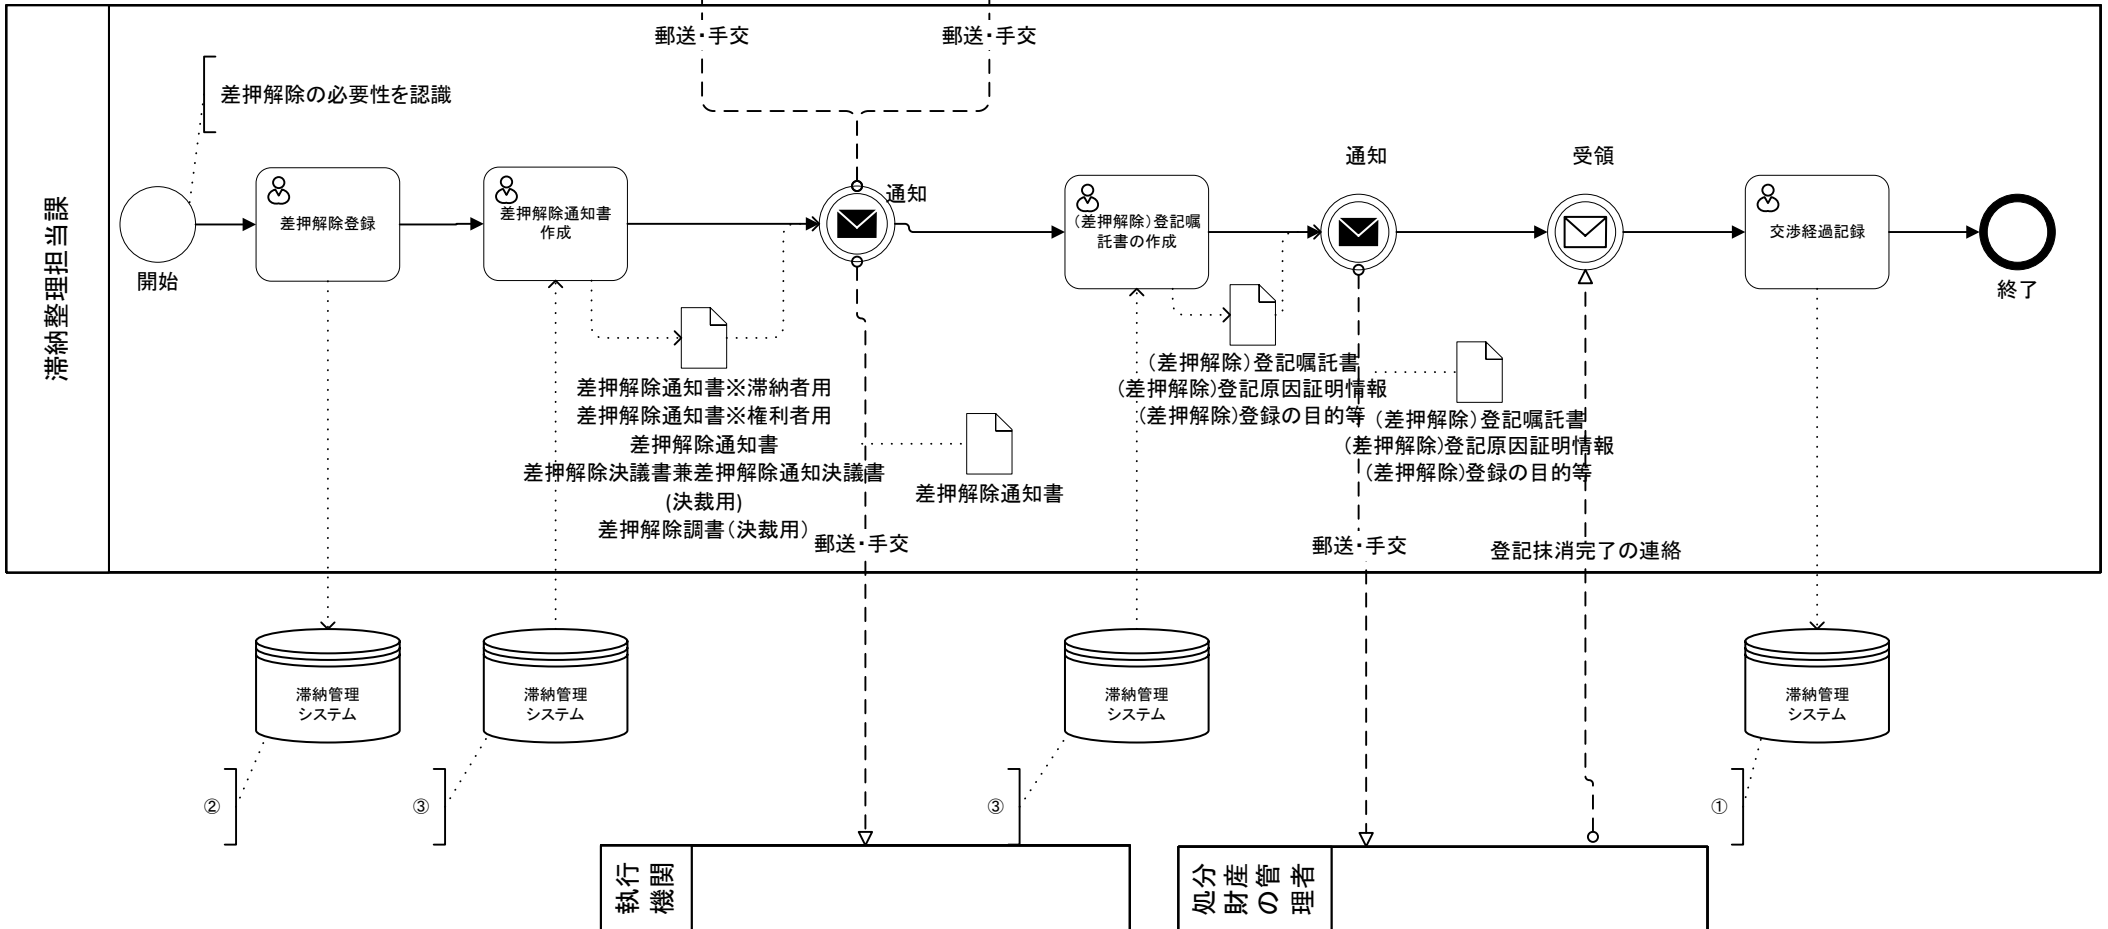 郵送・手交
郵送・手交
差押解除の必要性を認識
滞納整理担当課
開始
差押解除登録
差押解除通知書
作成
通知
(差押解除)登記嘱
託書の作成
通知
受領
交渉経過記録
終了
差押解除通知書※滞納者用
差押解除通知書※権利者用
差押解除通知書
差押解除決議書兼差押解除通知決議書
(決裁用)
差押解除調書(決裁用)
差押解除通知書
(差押解除)登記嘱託書
(差押解除)登記原因証明情報
(差押解除)登録の目的等
(差押解除)登記嘱託書
(差押解除)登記原因証明情報
(差押解除)登録の目的等
郵送・手交
郵送・手交
登記抹消完了の連絡
滞納管理
システム
滞納管理
システム
滞納管理
システム
滞納管理
システム
②
③
③
①
執行
機関
処分
財産
の管
理者